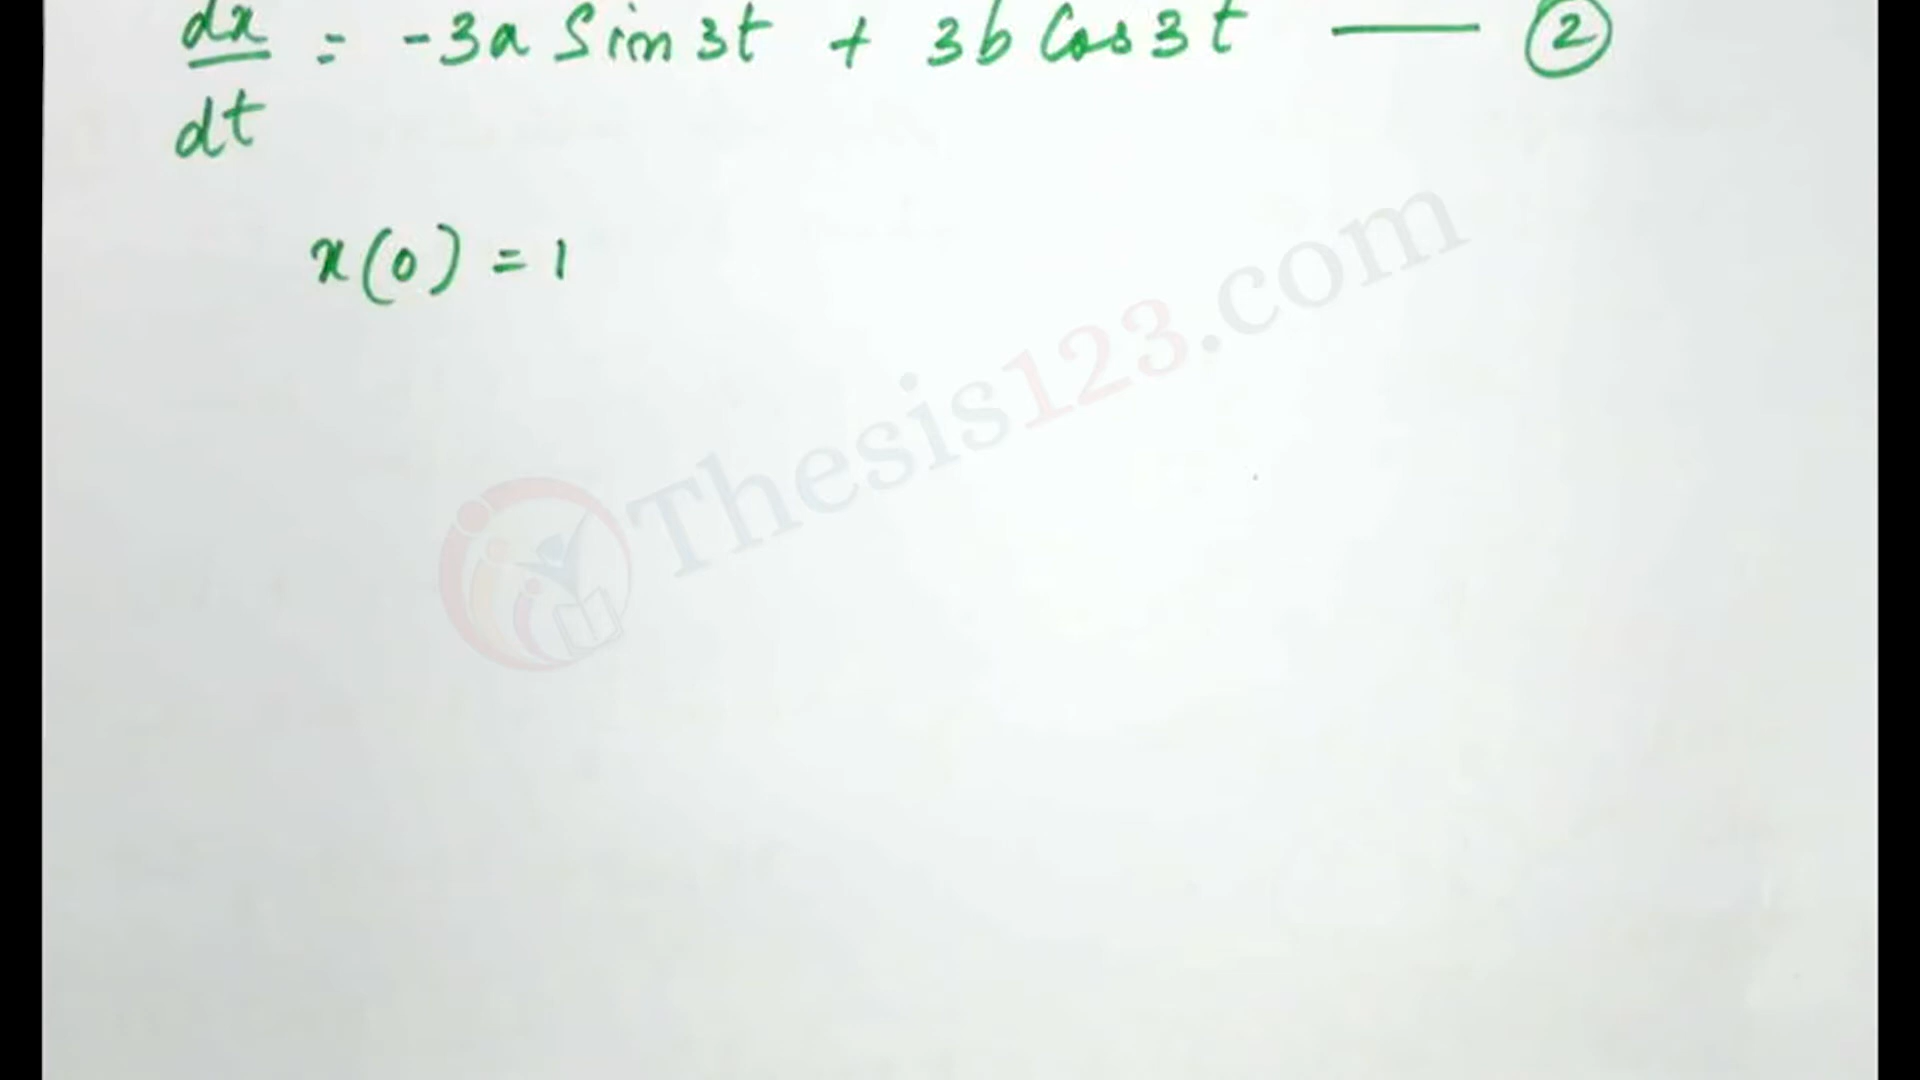 dx/dt = -3a Sin 3t + 3b Cos 3t —— ②
x(0) = 1
Thesis123.com